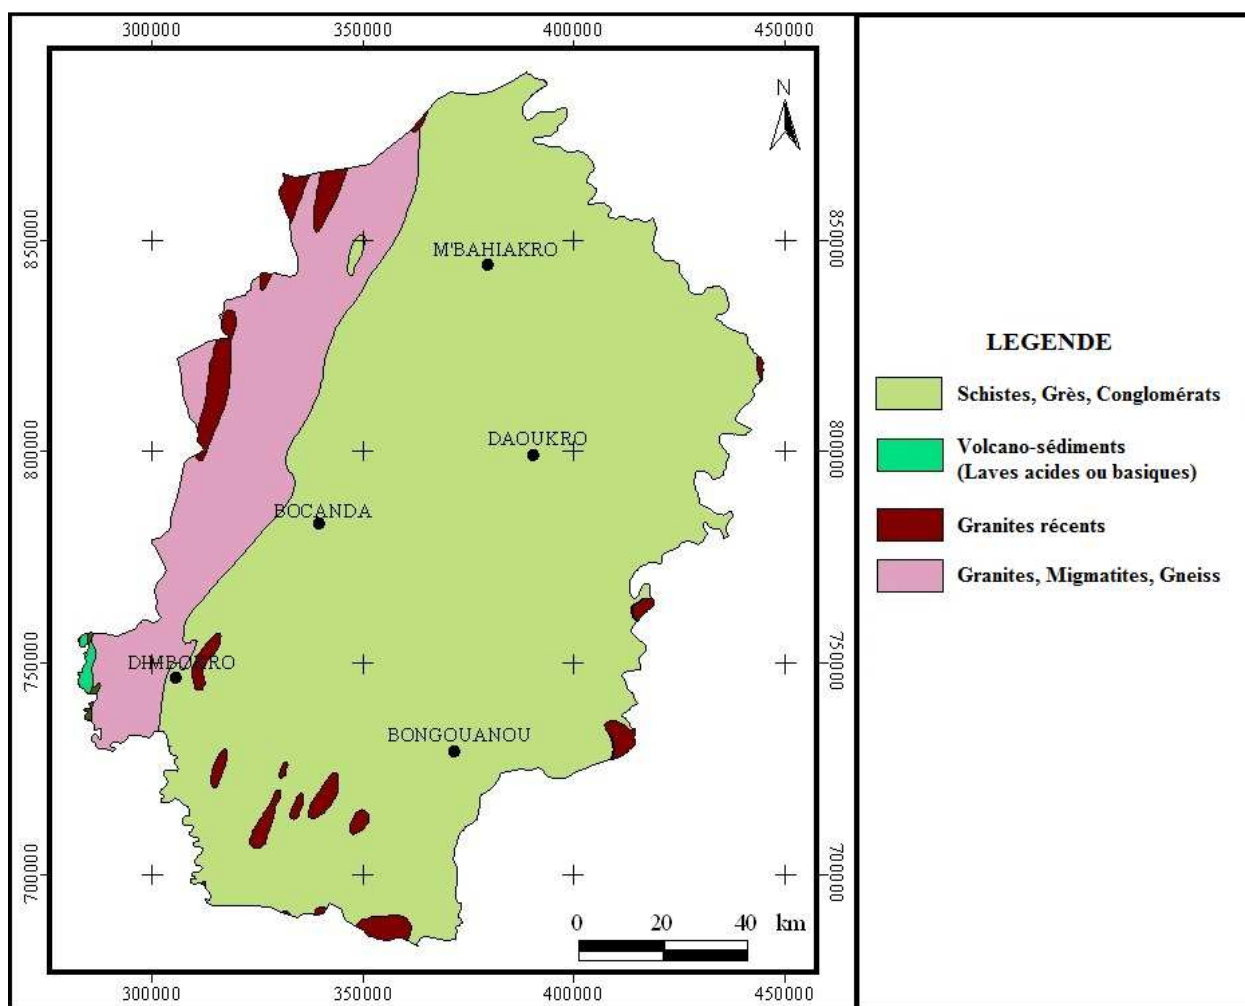 300000 350000 400000 450000
N
850000 850000
M'BAHIAKRO
LEGENDE
Schistes, Grès, Conglomérats
DAOUKRO
800000 800000
Volcano-sédiments
(Laves acides ou basiques)
BOCANDA
Granites récents
Granites, Migmatites, Gneiss
DIMBOKRO
750000 750000
BONGOUANOU
700000 700000
0 20 40 km
300000 350000 400000 450000